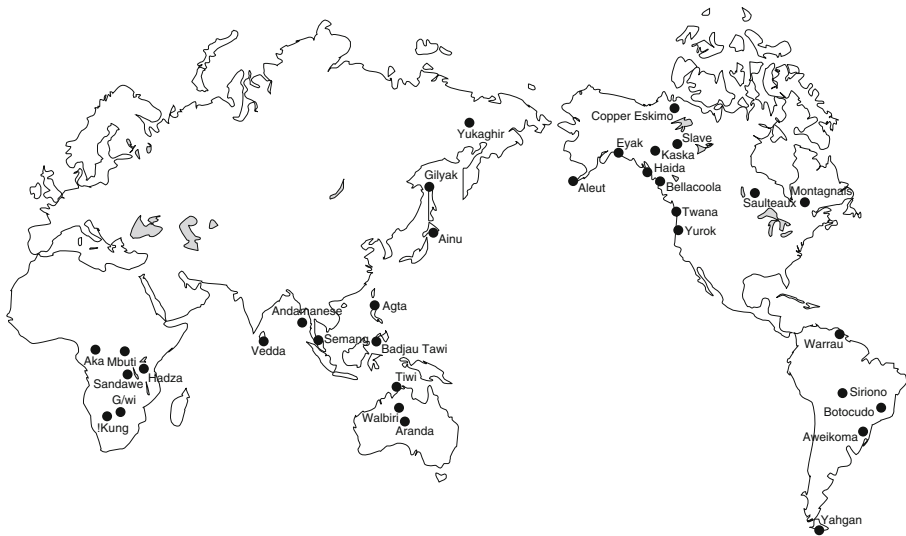 Copper Eskimo
Yukaghir
Slave
Eyak
Kaska
Haida
Gilyak
Bellacoola
Aleut
Montagnais
Saulteaux
Twana
Yurok
Ainu
Agta
Andamanese
Semang
Vedda
Badjau Tawi
Warrau
Aka
Mbuti
Hadza
Sandawe
Tiwi
Siriono
G/wi
Walbiri
Botocudo
!Kung
Aranda
Aweikoma
Yahgan